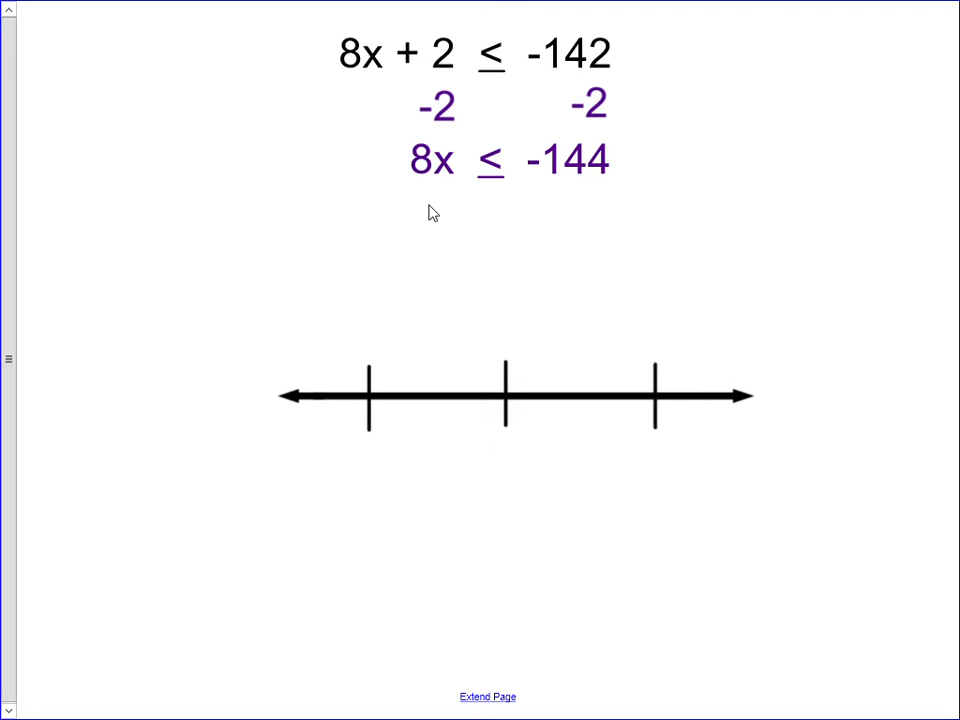 8x + 2 ≤ -142
-2 -2
8x ≤ -144
Extend Page